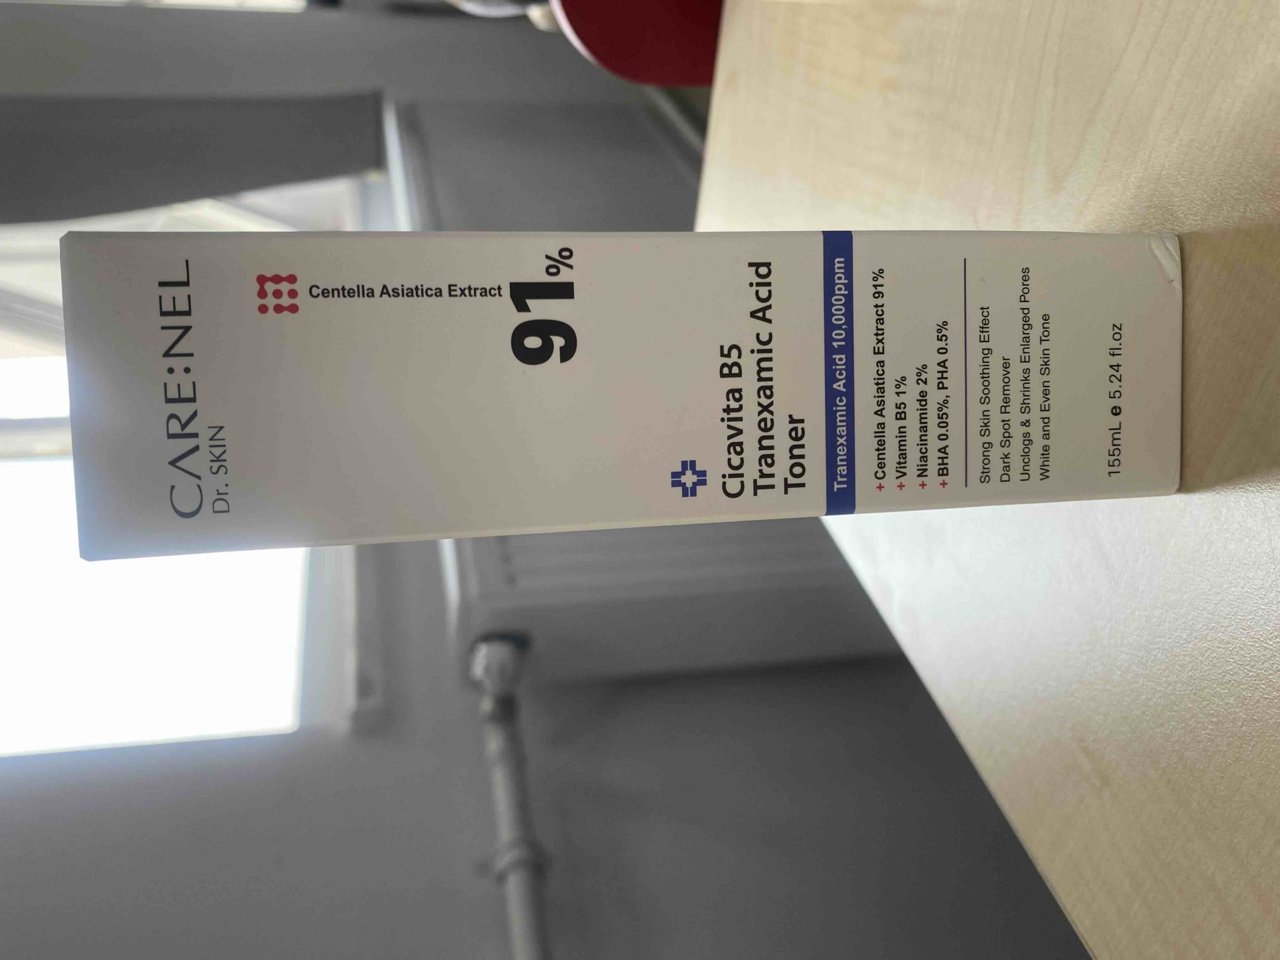 CARE:NEL
Dr. SKIN
Centella Asiatica Extract
91%
Cicavita B5
Tranexamic Acid
Toner
Tranexamic Acid 10,000ppm
+ Centella Asiatica Extract 91%
+ Vitamin B5 1%
+ Niacinamide 2%
+ BHA 0.05%, PHA 0.5%
Strong Skin Soothing Effect
Dark Spot Remover
Unclogs & Shrinks Enlarged Pores
White and Even Skin Tone
155mL e 5.24 fl.oz